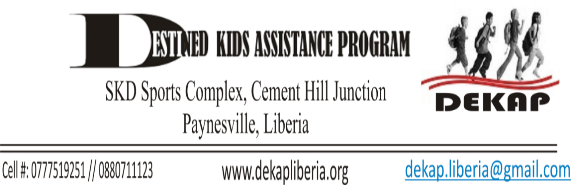 DESTINED KIDS ASSISTANCE PROGRAM
SKD Sports Complex, Cement Hill Junction
Paynesville, Liberia
DEKAP
Cell #: 0777519251 // 0880711123 www.dekapliberia.org dekap.liberia@gmail.com